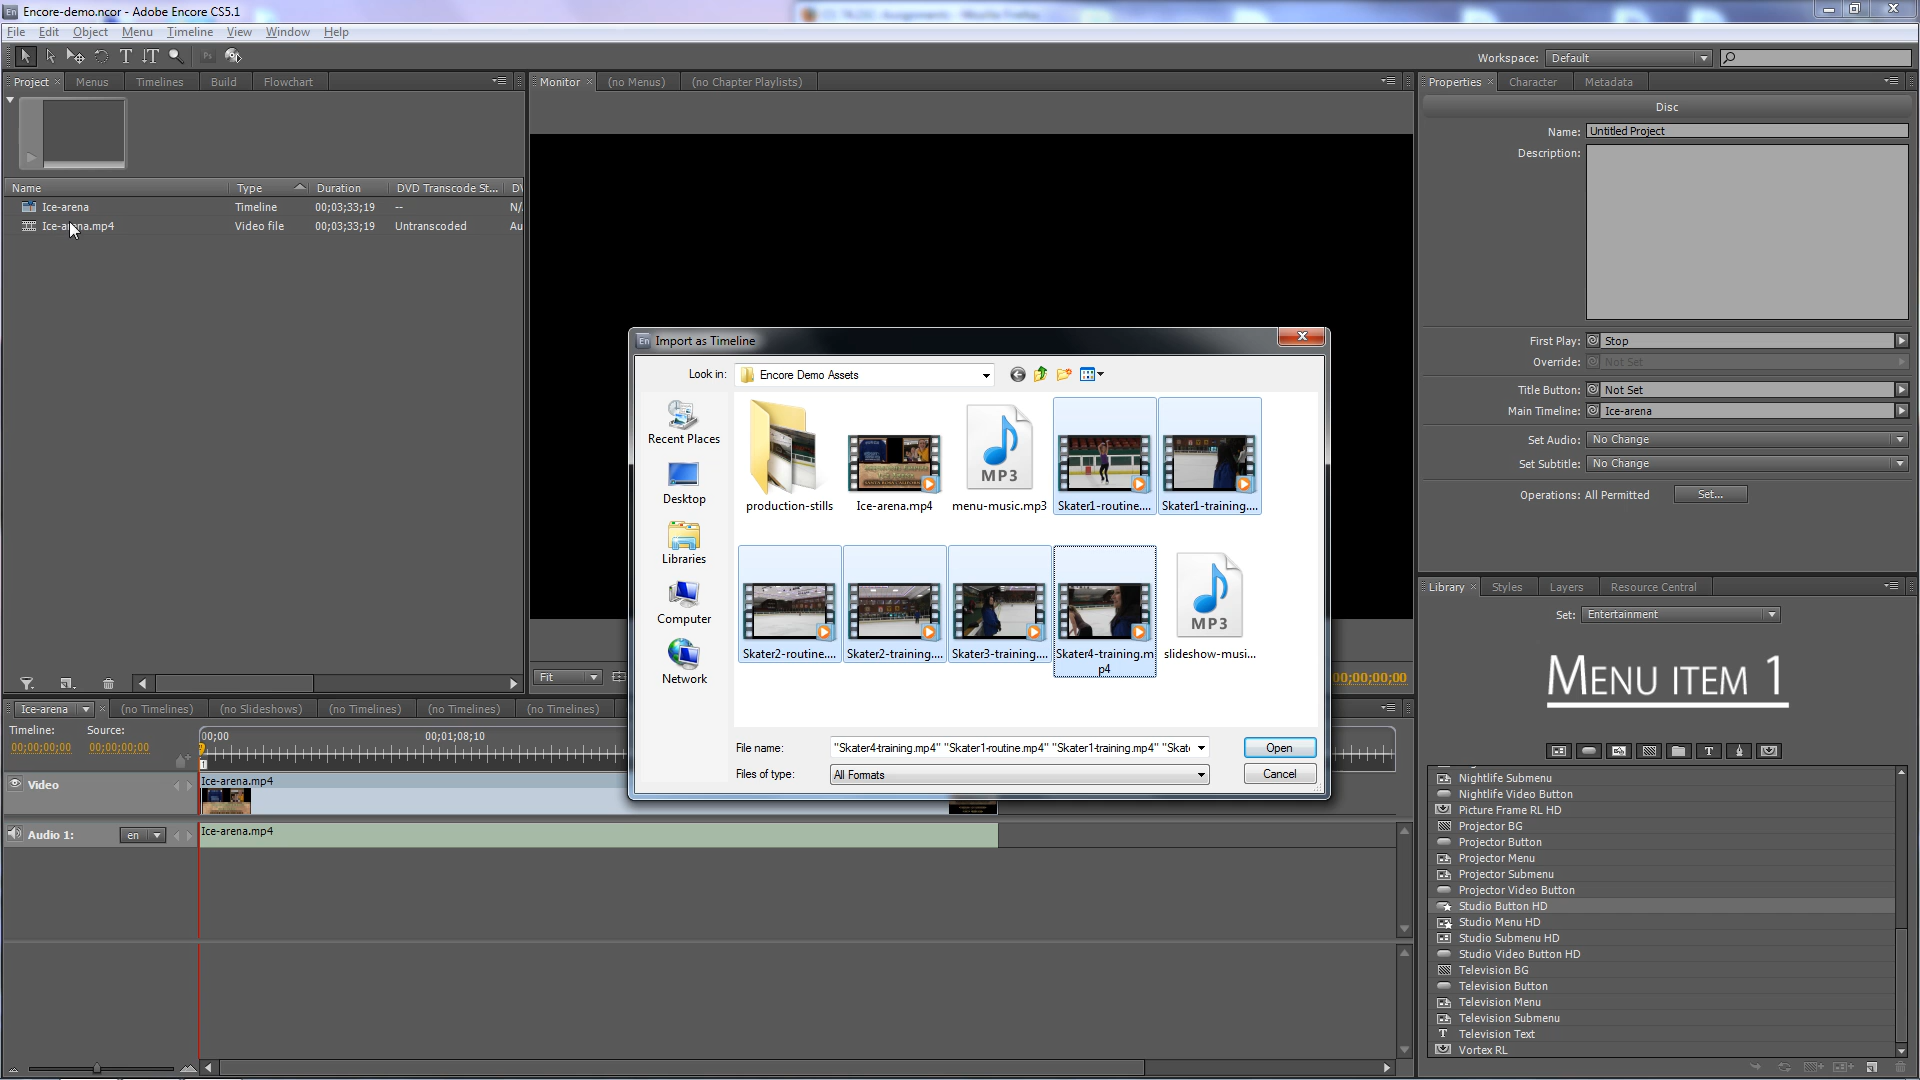 Encore-demo.ncor - Adobe Encore CS5.1
File Edit Object Menu Timeline View Window Help
Workspace: Default
Project Menus Timelines Build Flowchart
Monitor (no Menus) (no Chapter Playlists)
Properties Character Metadata
Disc
Name: Untitled Project
Description:
First Play: Stop
Override: Not Set
Title Button: Not Set
Main Timeline: Ice-arena
Set Audio: No Change
Set Subtitle: No Change
Operations: All Permitted Set...
Name Type Duration DVD Transcode St... DV
Ice-arena Timeline 00;03;33;19 -- N/
Ice-arena.mp4 Video file 00;03;33;19 Untranscoded Au
Import as Timeline
Look in: Encore Demo Assets
Recent Places
Desktop
Libraries
Computer
Network
production-stills Ice-arena.mp4 MP3 menu-music.mp3 Skater1-routine.... Skater1-training....
Skater2-routine.... Skater2-training.... Skater3-training.... Skater4-training.m
p4 MP3 slideshow-musi...
File name: "Skater4-training.mp4" "Skater1-routine.mp4" "Skater1-training.mp4" "Skate Open
Files of type: All Formats Cancel
Fit 00;00;00;00
Library Styles Layers Resource Central
Set: Entertainment
MENU ITEM 1
Nightlife Submenu
Nightlife Video Button
Picture Frame RL HD
Projector BG
Projector Button
Projector Menu
Projector Submenu
Projector Video Button
Studio Button HD
Studio Menu HD
Studio Submenu HD
Studio Video Button HD
Television BG
Television Button
Television Menu
Television Submenu
Television Text
Vortex RL
Ice-arena (no Timelines) (no Slideshows) (no Timelines) (no Timelines) (no Timelines)
Timeline: Source:
00;00;00;00 00;00;00;00
00;00 00;01;08;10
1
Video Ice-arena.mp4
Audio 1: en Ice-arena.mp4